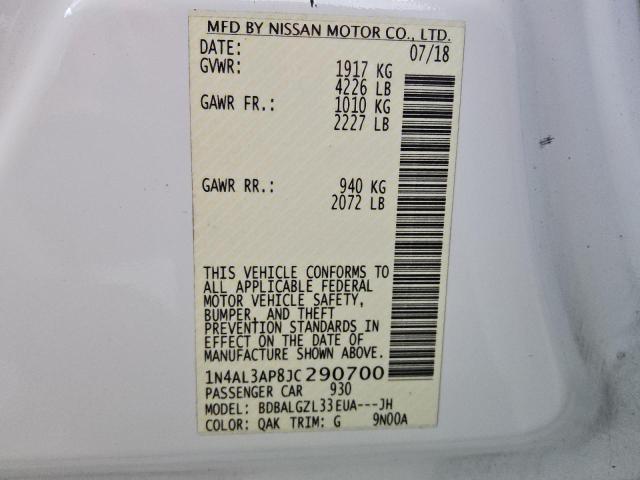 MFD BY NISSAN MOTOR CO., LTD.
DATE: 07/18
GVWR: 1917 KG
4226 LB
GAWR FR.: 1010 KG
2227 LB
GAWR RR.: 940 KG
2072 LB
THIS VEHICLE CONFORMS TO
ALL APPLICABLE FEDERAL
MOTOR VEHICLE SAFETY,
BUMPER, AND THEFT
PREVENTION STANDARDS IN
EFFECT ON THE DATE OF
MANUFACTURE SHOWN ABOVE.
1N4AL3AP8JC290700
PASSENGER CAR 930
MODEL: BDBALGZL33EUA---JH
COLOR: QAK TRIM: G 9N00A